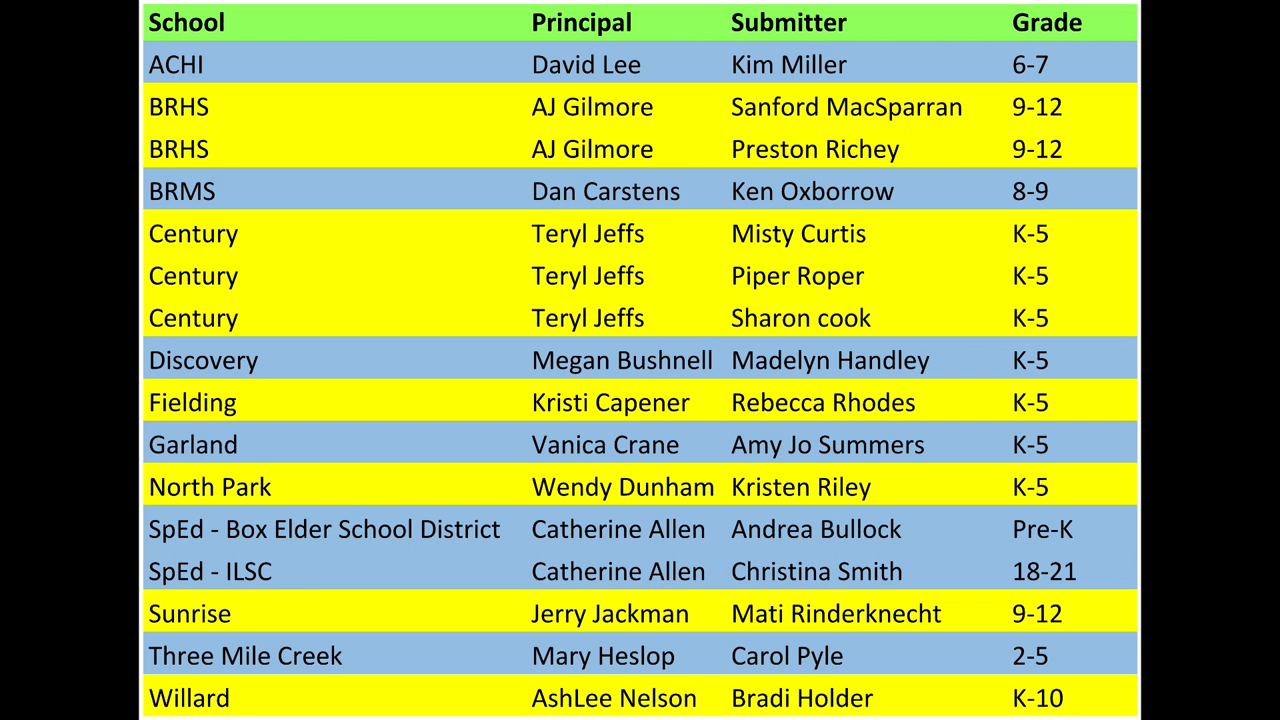 School Principal Submitter Grade
ACHI David Lee Kim Miller 6-7
BRHS AJ Gilmore Sanford MacSparran 9-12
BRHS AJ Gilmore Preston Richey 9-12
BRMS Dan Carstens Ken Oxborrow 8-9
Century Teryl Jeffs Misty Curtis K-5
Century Teryl Jeffs Piper Roper K-5
Century Teryl Jeffs Sharon cook K-5
Discovery Megan Bushnell Madelyn Handley K-5
Fielding Kristi Capener Rebecca Rhodes K-5
Garland Vanica Crane Amy Jo Summers K-5
North Park Wendy Dunham Kristen Riley K-5
SpEd - Box Elder School District Catherine Allen Andrea Bullock Pre-K
SpEd - ILSC Catherine Allen Christina Smith 18-21
Sunrise Jerry Jackman Mati Rinderknecht 9-12
Three Mile Creek Mary Heslop Carol Pyle 2-5
Willard AshLee Nelson Bradi Holder K-10